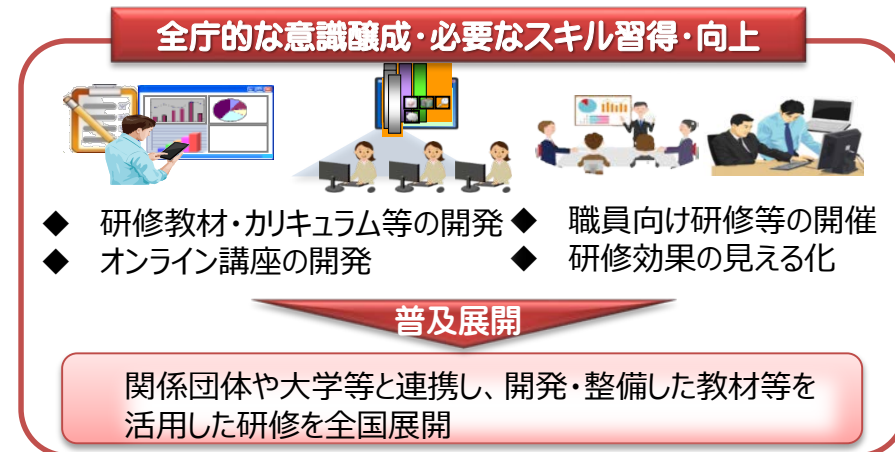 全庁的な意識醸成・必要なスキル習得・向上
◆ 研修教材・カリキュラム等の開発
◆ オンライン講座の開発
◆ 職員向け研修等の開催
◆ 研修効果の見える化
普及展開
関係団体や大学等と連携し、開発・整備した教材等を
活用した研修を全国展開